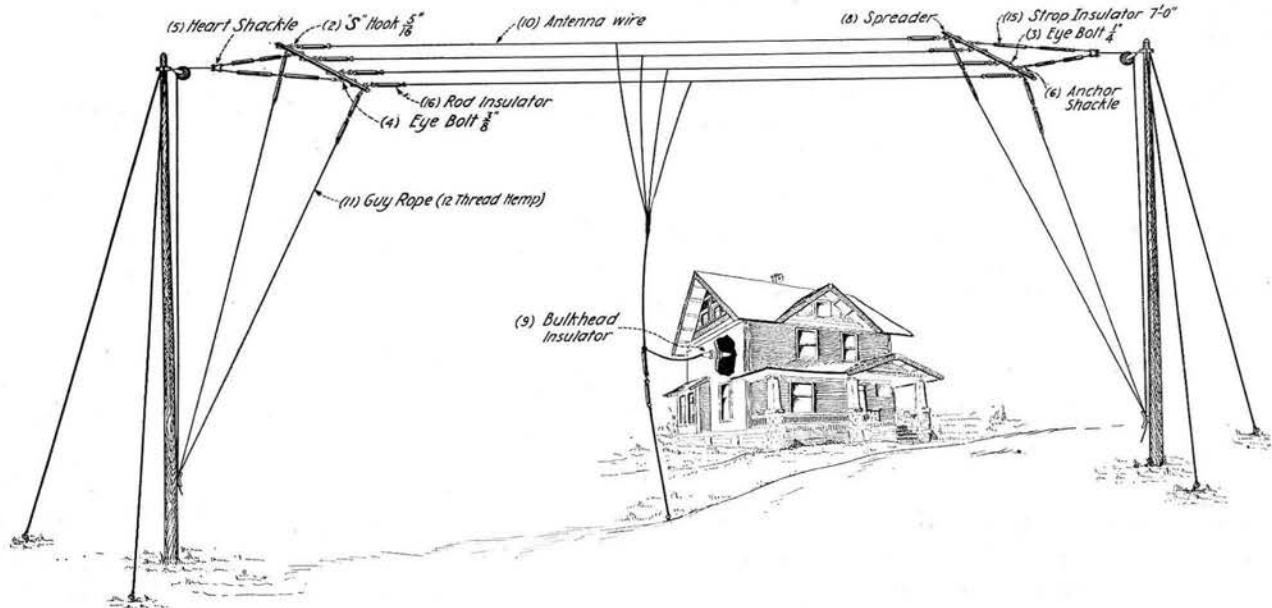 (5) Heart Shackle
(2) "S" Hook 5/16"
(10) Antenna wire
(8) Spreader
(15) Strop Insulator 7'-0"
(3) Eye Bolt 1/4"
(6) Anchor
Shackle
(16) Rod Insulator
(4) Eye Bolt 3/8"
(11) Guy Rope (12 Thread Hemp)
(9) Bulkhead
Insulator